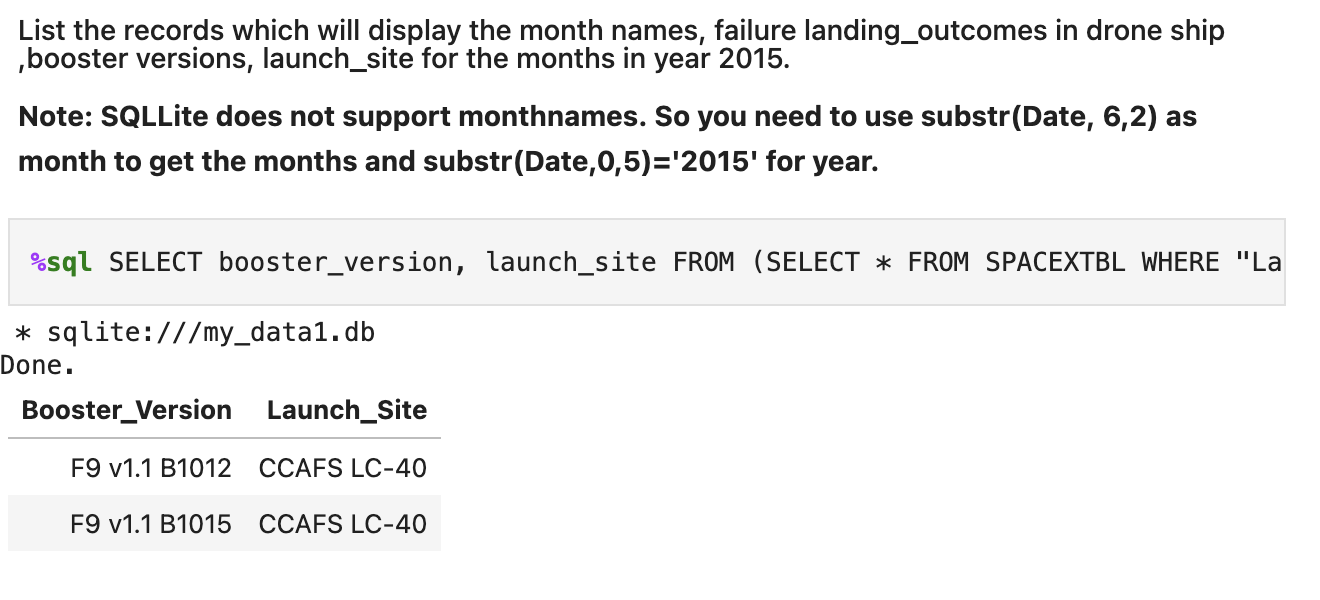 List the records which will display the month names, failure landing_outcomes in drone ship
,booster versions, launch_site for the months in year 2015.
Note: SQLLite does not support monthnames. So you need to use substr(Date, 6,2) as
month to get the months and substr(Date,0,5)='2015' for year.
%sql SELECT booster_version, launch_site FROM (SELECT * FROM SPACEXTBL WHERE "La
* sqlite:///my_data1.db
Done.
Booster_Version Launch_Site
F9 v1.1 B1012 CCAFS LC-40
F9 v1.1 B1015 CCAFS LC-40